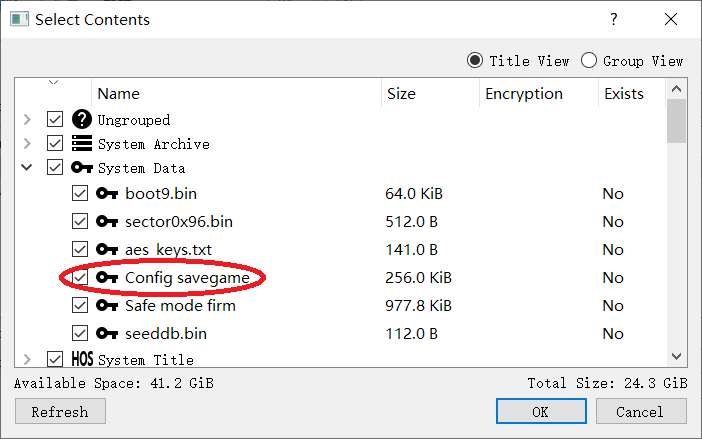 Select Contents
Title View Group View
Name Size Encryption Exists
Ungrouped
System Archive
System Data
boot9.bin 64.0 KiB No
sector0x96.bin 512.0 B No
aes_keys.txt 141.0 B No
Config savegame 256.0 KiB No
Safe mode firm 977.8 KiB No
seeddb.bin 112.0 B No
HOS System Title
Available Space: 41.2 GiB Total Size: 24.3 GiB
Refresh OK Cancel